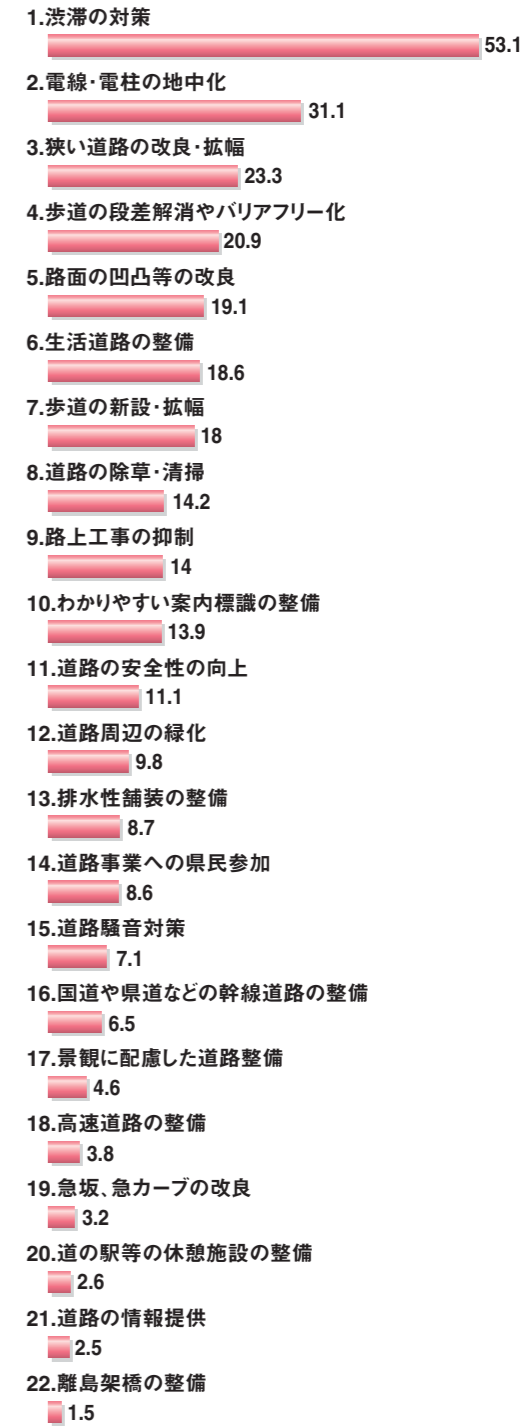 1.渋滞の対策
53.1
2.電線・電柱の地中化
31.1
3.狭い道路の改良・拡幅
23.3
4.歩道の段差解消やバリアフリー化
20.9
5.路面の凹凸等の改良
19.1
6.生活道路の整備
18.6
7.歩道の新設・拡幅
18
8.道路の除草・清掃
14.2
9.路上工事の抑制
14
10.わかりやすい案内標識の整備
13.9
11.道路の安全性の向上
11.1
12.道路周辺の緑化
9.8
13.排水性舗装の整備
8.7
14.道路事業への県民参加
8.6
15.道路騒音対策
7.1
16.国道や県道などの幹線道路の整備
6.5
17.景観に配慮した道路整備
4.6
18.高速道路の整備
3.8
19.急坂、急カーブの改良
3.2
20.道の駅等の休憩施設の整備
2.6
21.道路の情報提供
2.5
22.離島架橋の整備
1.5